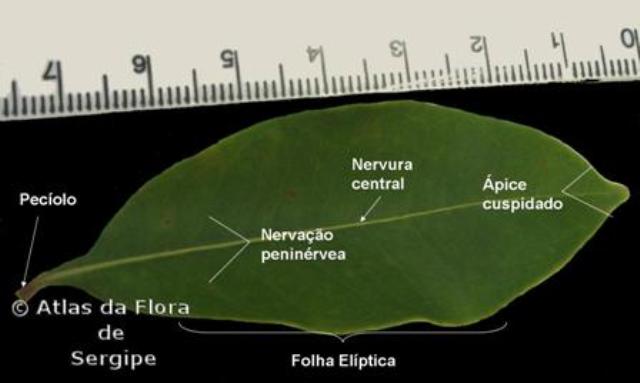 7 6 5 4 3 2 1 0
Nervura
central
Ápice
cuspidado
Pecíolo
Nervação
peninérvea
© Atlas da Flora
de
Sergipe
Folha Elíptica